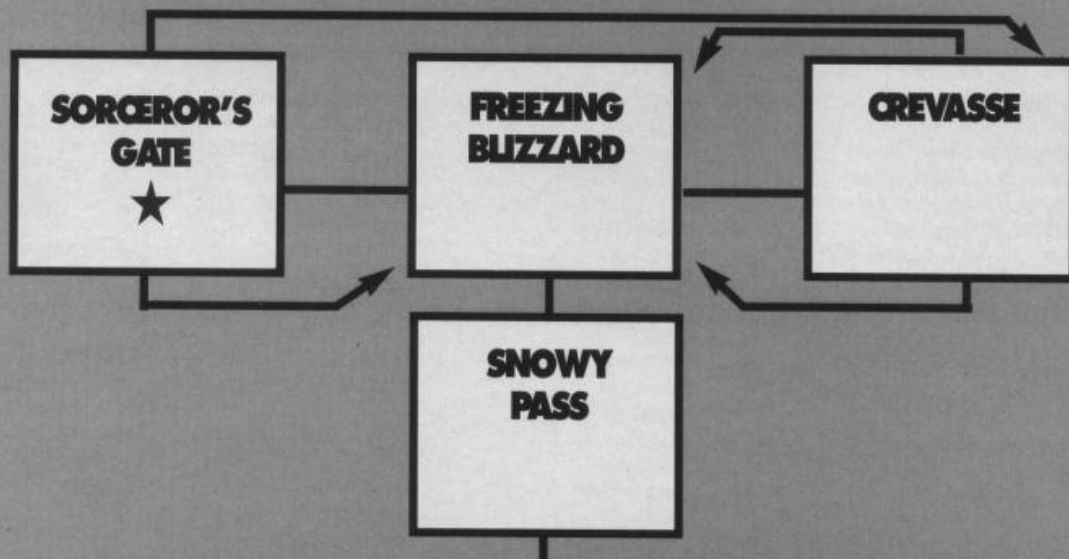 SORCEROR'S
GATE
FREEZING
BLIZZARD
CREVASSE
SNOWY
PASS